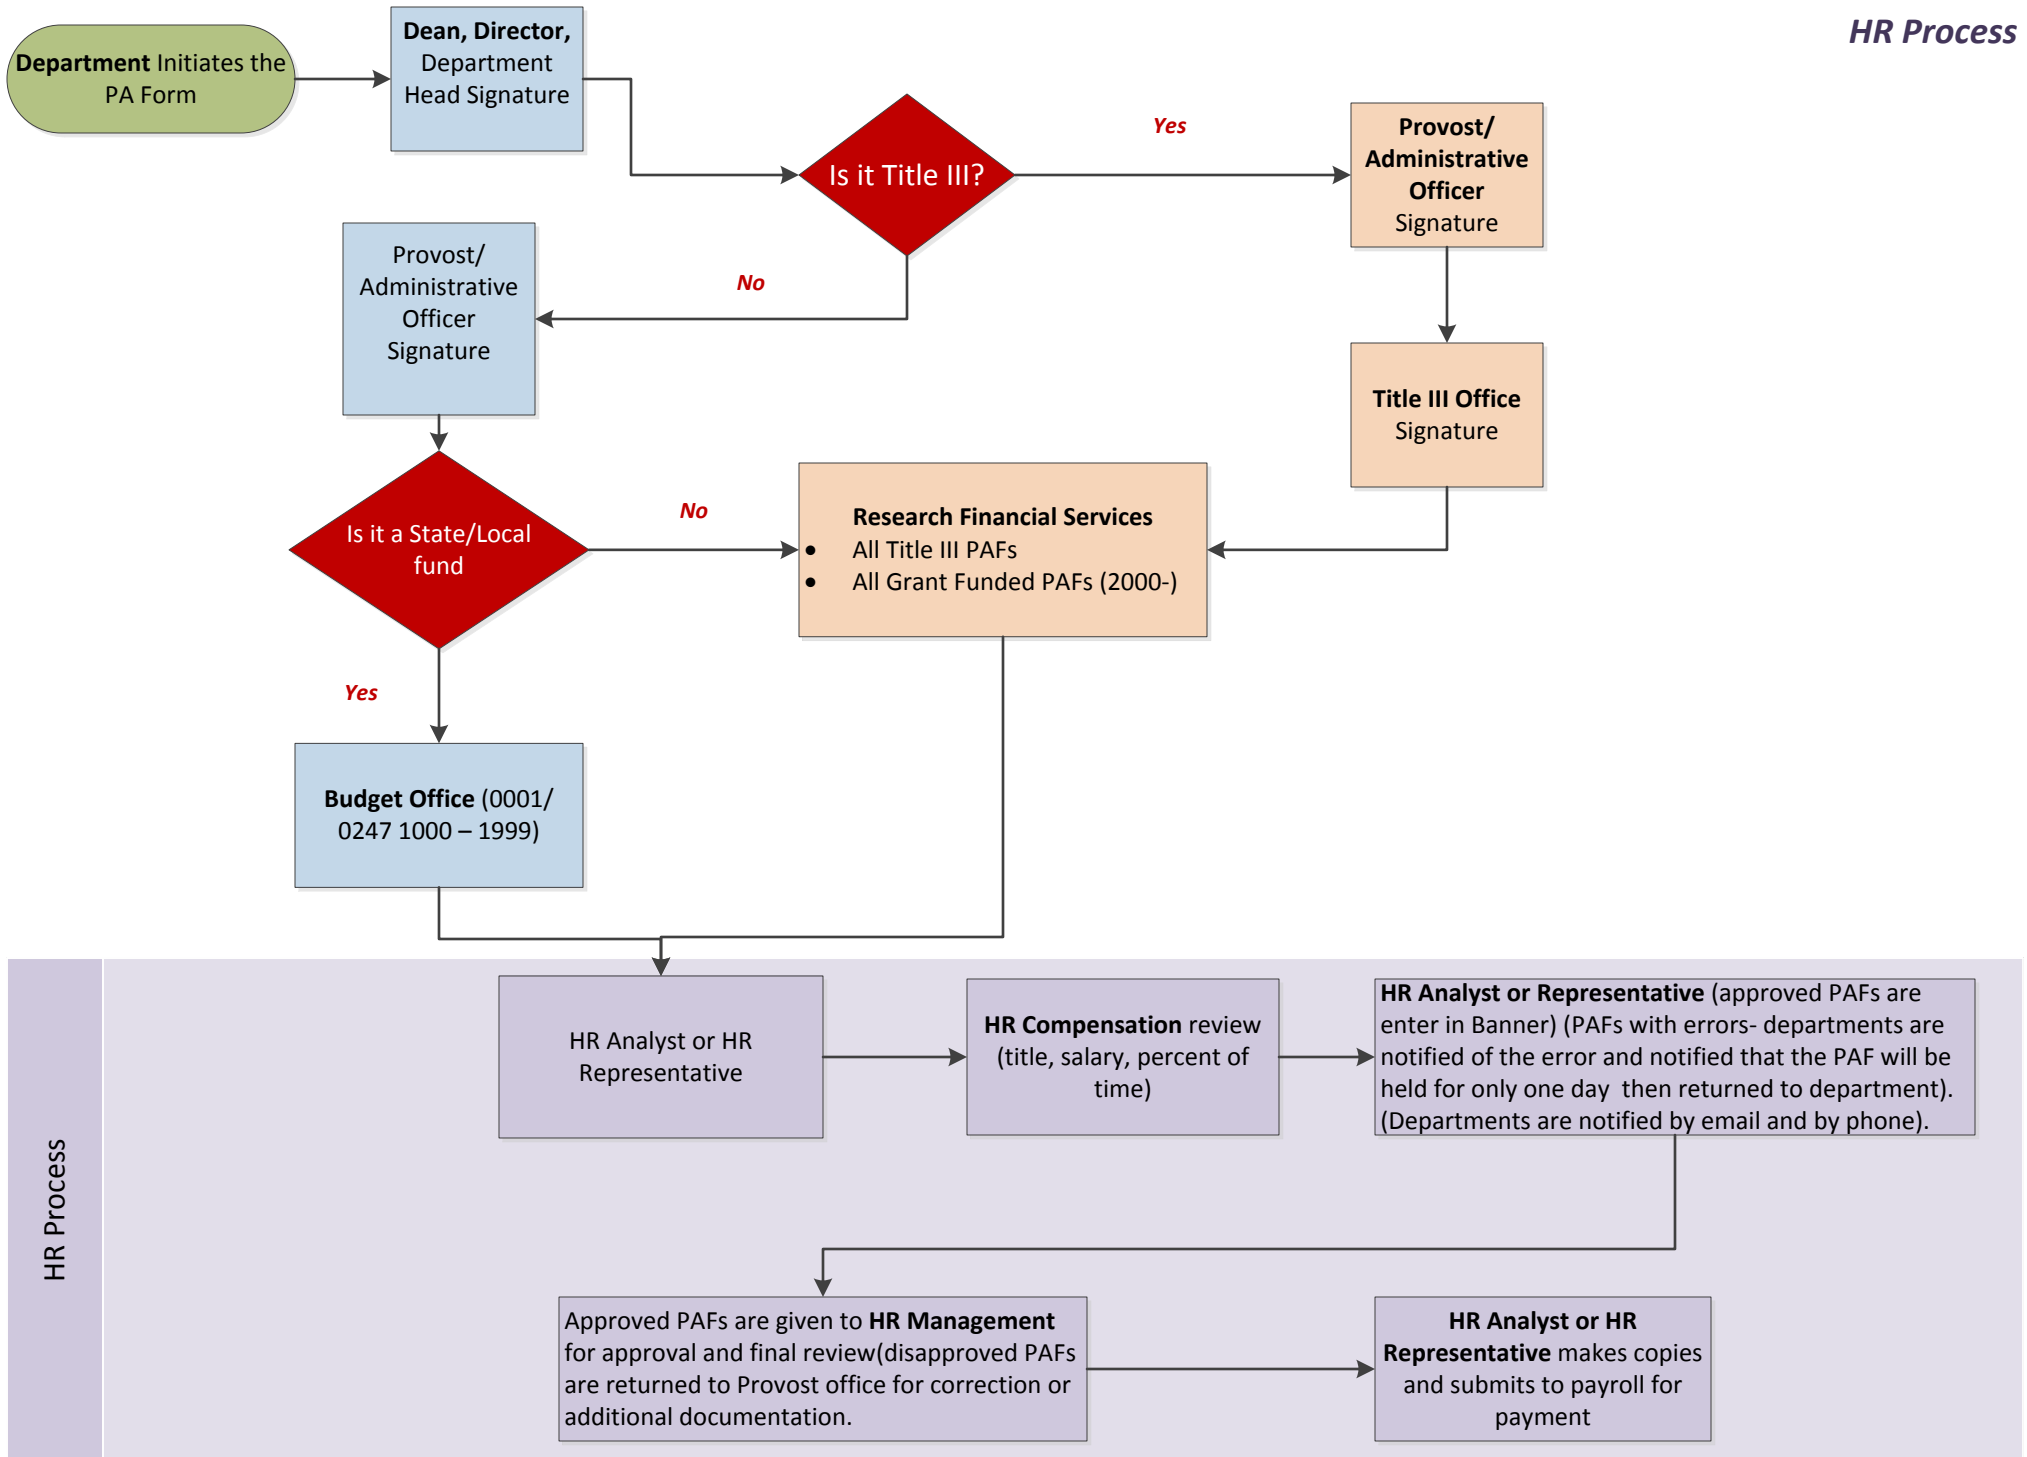 HR Process
Department Initiates the
PA Form
Dean, Director,
Department
Head Signature
Is it Title III?
Yes
Provost/
Administrative
Officer
Signature
No
Provost/
Administrative
Officer
Signature
Title III Office
Signature
Is it a State/Local
fund
No
Research Financial Services
• All Title III PAFs
• All Grant Funded PAFs (2000-)
Yes
Budget Office (0001/
0247 1000 – 1999)
HR Process
HR Analyst or HR
Representative
HR Compensation review
(title, salary, percent of
time)
HR Analyst or Representative (approved PAFs are
enter in Banner) (PAFs with errors- departments are
notified of the error and notified that the PAF will be
held for only one day  then returned to department).
(Departments are notified by email and by phone).
Approved PAFs are given to HR Management
for approval and final review(disapproved PAFs
are returned to Provost office for correction or
additional documentation.
HR Analyst or HR
Representative makes copies
and submits to payroll for
payment